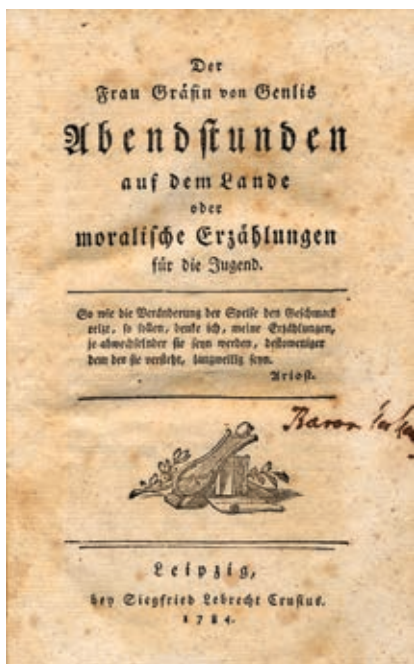 Der
Frau Gräfin von Genlis
Abendstunden
auf dem Lande
oder
moralische Erzählungen
für die Jugend.
So wie die Veränderung der Speise den Geschmack
reizt, so sollen, denke ich, meine Erzählungen,
je abwechselnder sie seyn werden, destoweniger
dem der sie versteht, langweilig seyn.
Ariost.
Baron
Leipzig,
bey Siegfried Lebrecht Crusius.
1784.